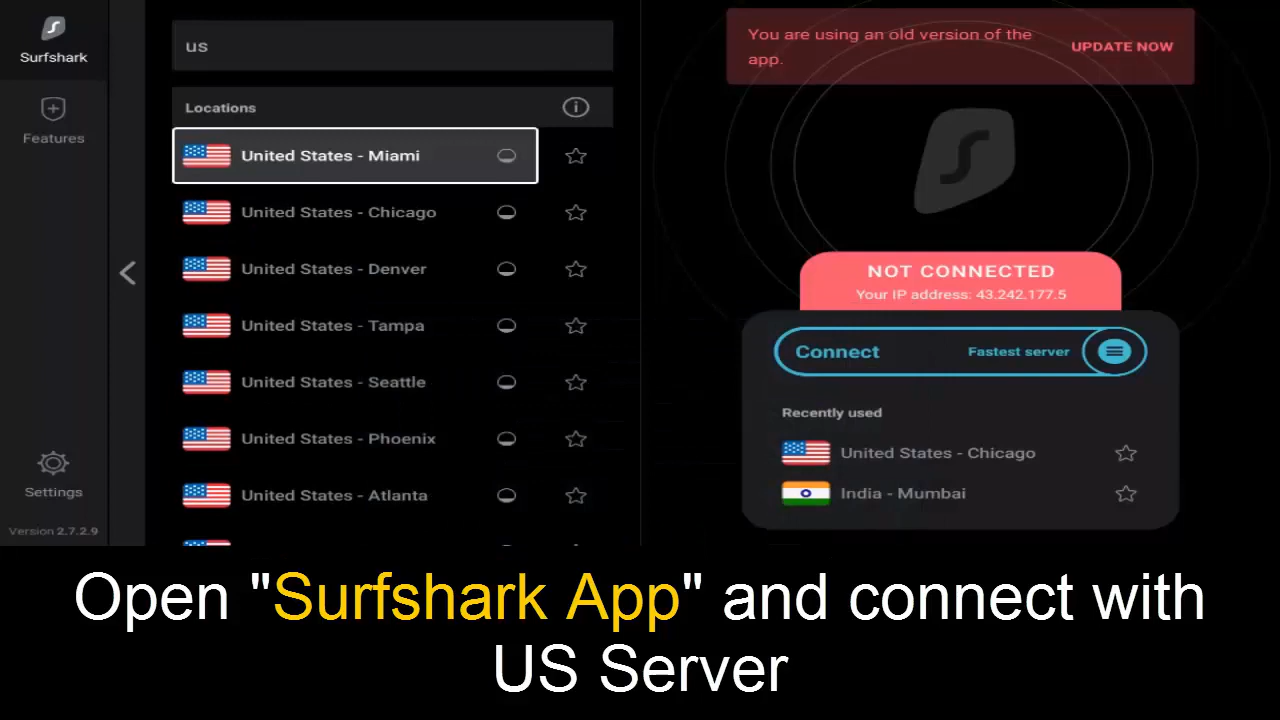 Surfshark
Features
Settings
Version 2.7.2.9
us
Locations
United States - Miami
United States - Chicago
United States - Denver
United States - Tampa
United States - Seattle
United States - Phoenix
United States - Atlanta
You are using an old version of the
app.
UPDATE NOW
NOT CONNECTED
Your IP address: 43.242.177.5
Connect
Fastest server
Recently used
United States - Chicago
India - Mumbai
Open "Surfshark App" and connect with
US Server